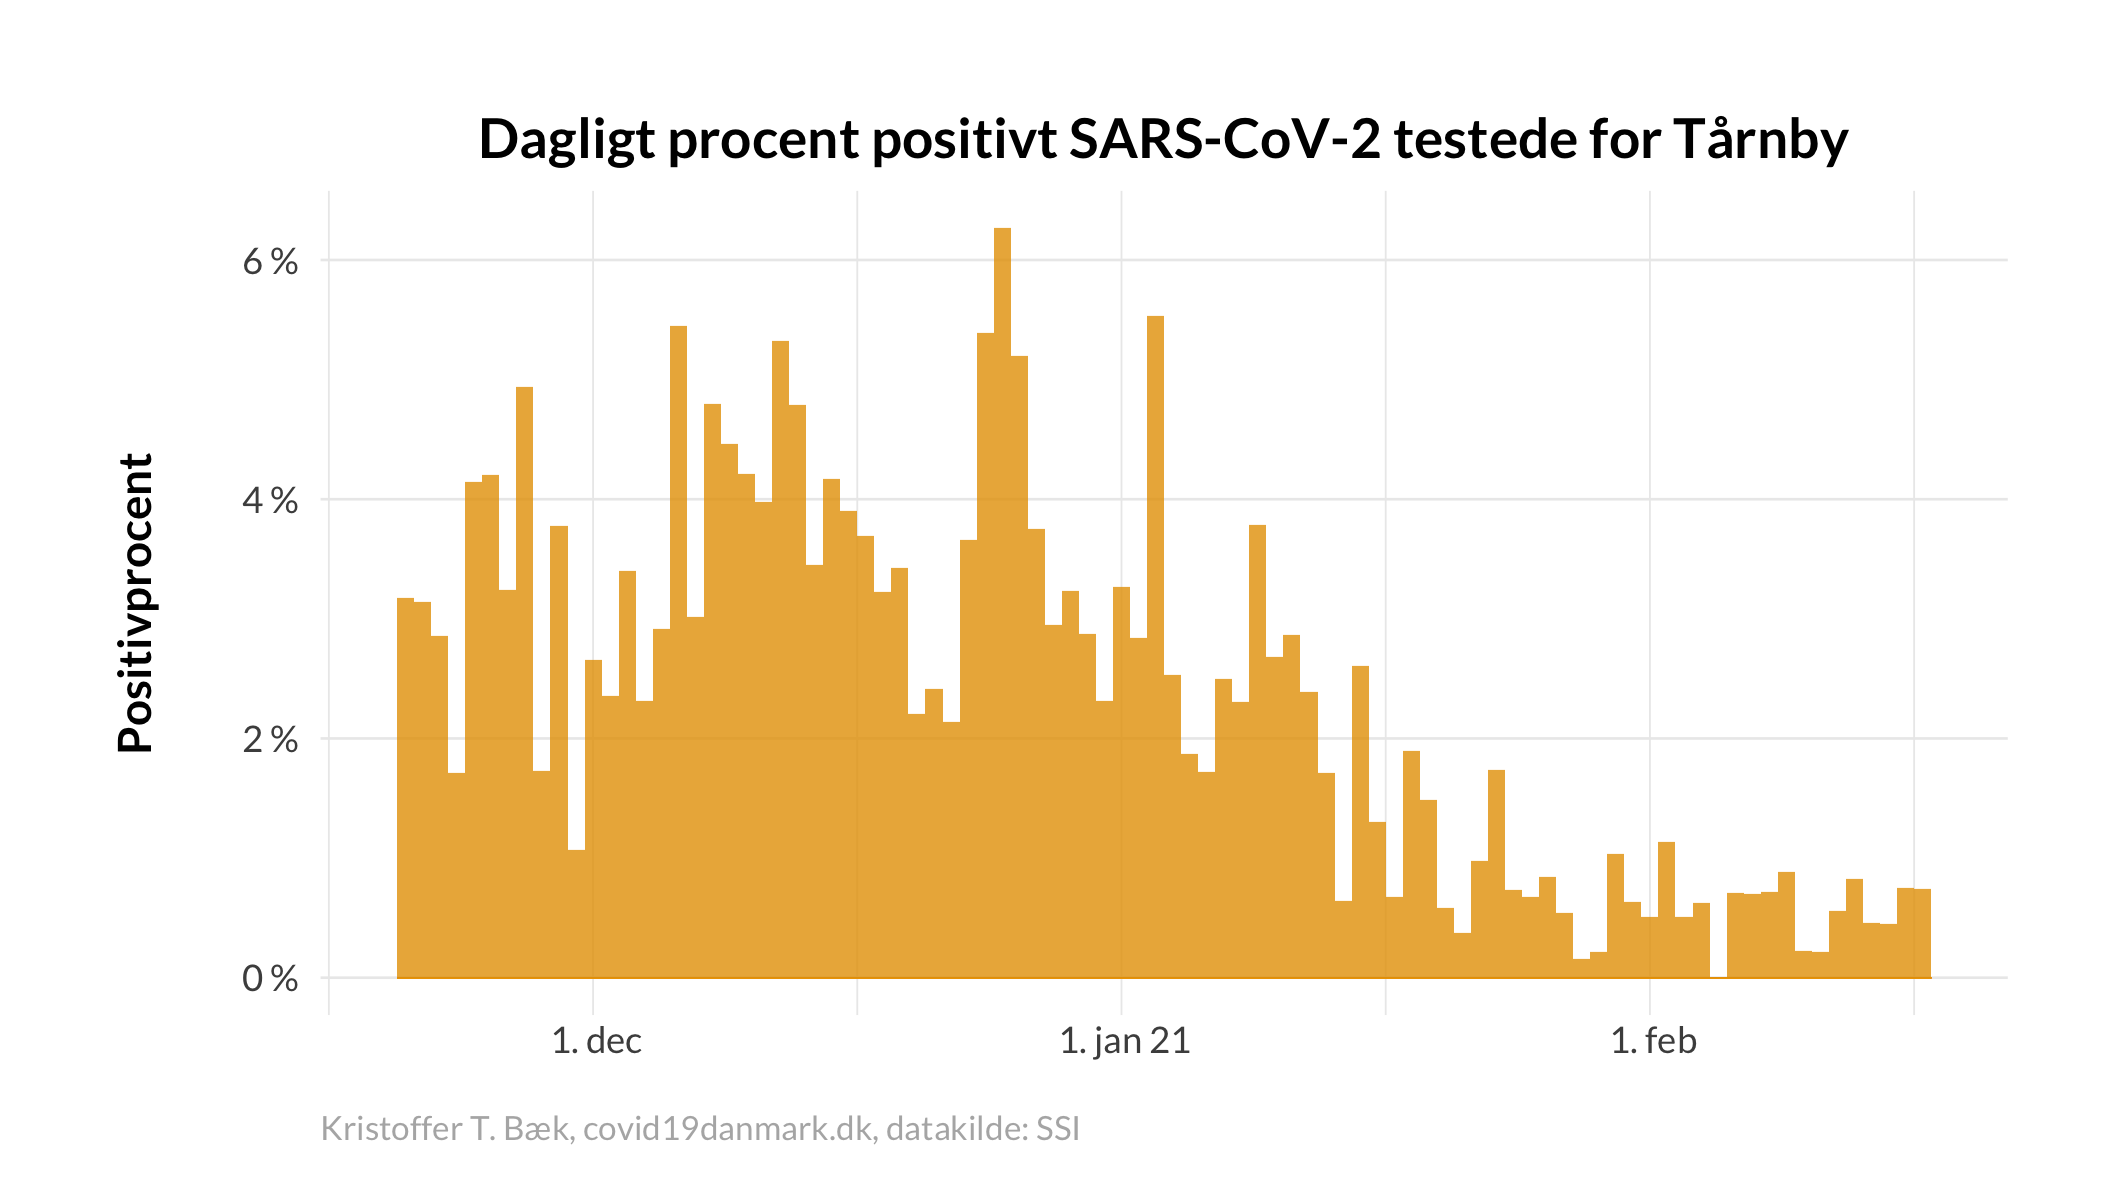 Dagligt procent positivt SARS-CoV-2 testede for Tårnby
Positivprocent
6 %
4 %
2 %
0 %
1. dec
1. jan 21
1. feb
Kristoffer T. Bæk, covid19danmark.dk, datakilde: SSI